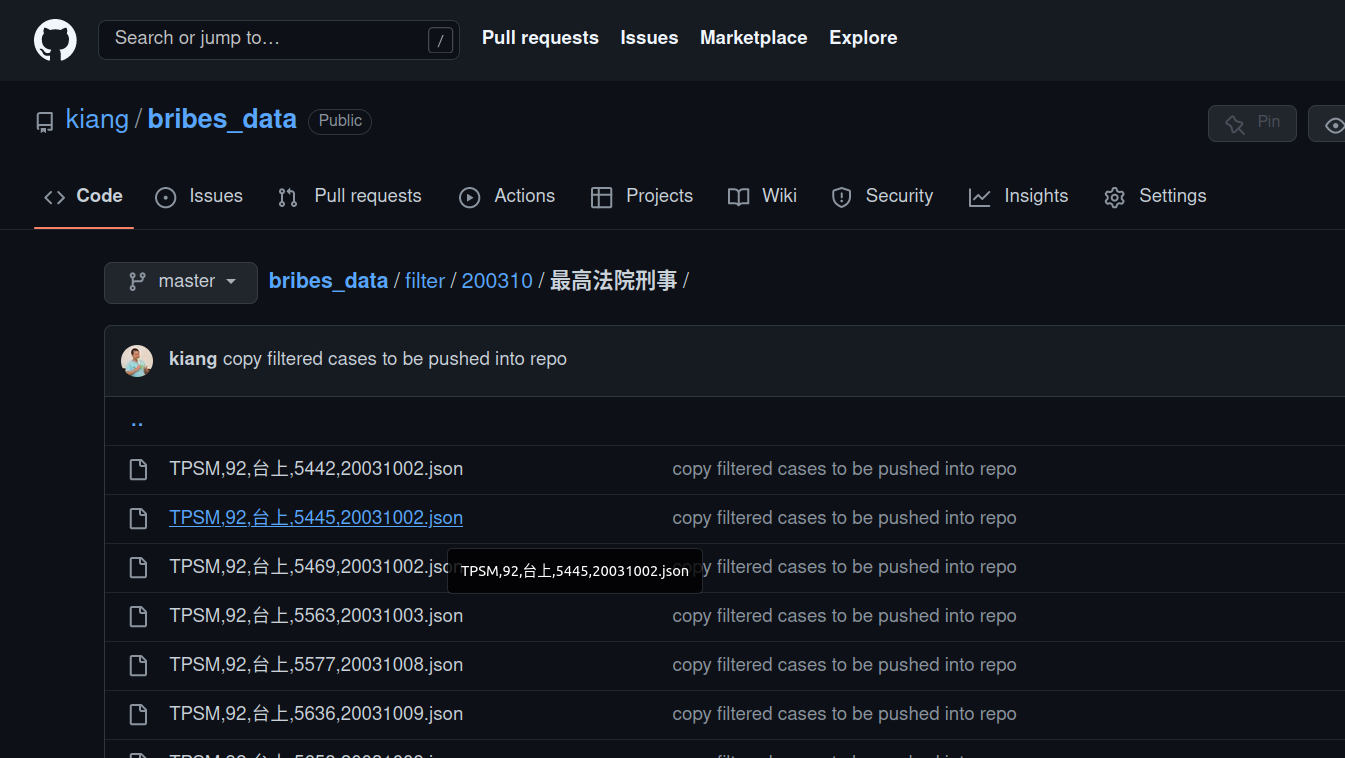 Search or jump to… / Pull requests Issues Marketplace Explore
kiang / bribes_data Public Pin
Code Issues Pull requests Actions Projects Wiki Security Insights Settings
master bribes_data / filter / 200310 / 最高法院刑事 /
kiang copy filtered cases to be pushed into repo
..
TPSM,92,台上,5442,20031002.json copy filtered cases to be pushed into repo
TPSM,92,台上,5445,20031002.json copy filtered cases to be pushed into repo
TPSM,92,台上,5469,20031002.json copy filtered cases to be pushed into repo
TPSM,92,台上,5445,20031002.json
TPSM,92,台上,5563,20031003.json copy filtered cases to be pushed into repo
TPSM,92,台上,5577,20031008.json copy filtered cases to be pushed into repo
TPSM,92,台上,5636,20031009.json copy filtered cases to be pushed into repo